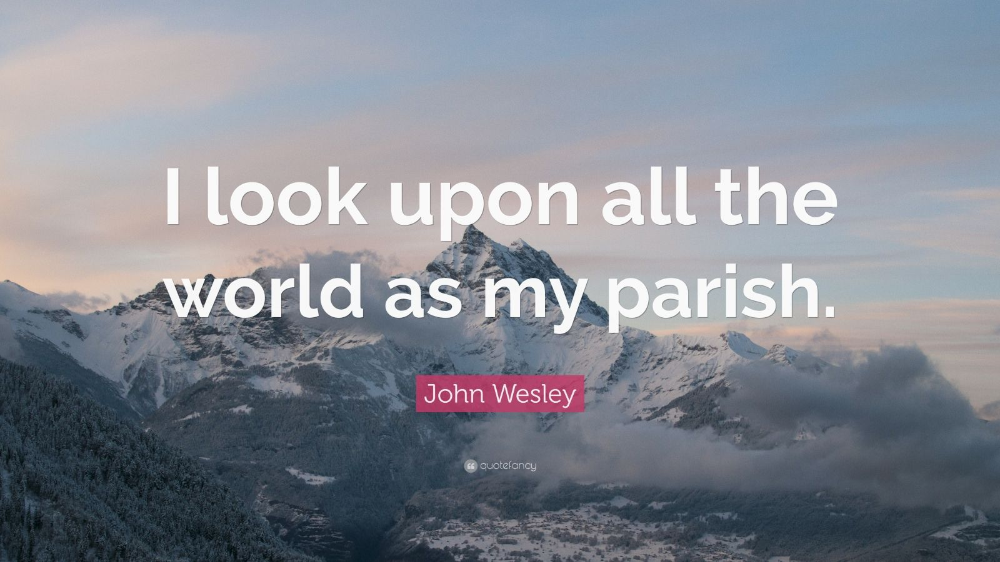 I look upon all the
world as my parish.
John Wesley
quotefancy